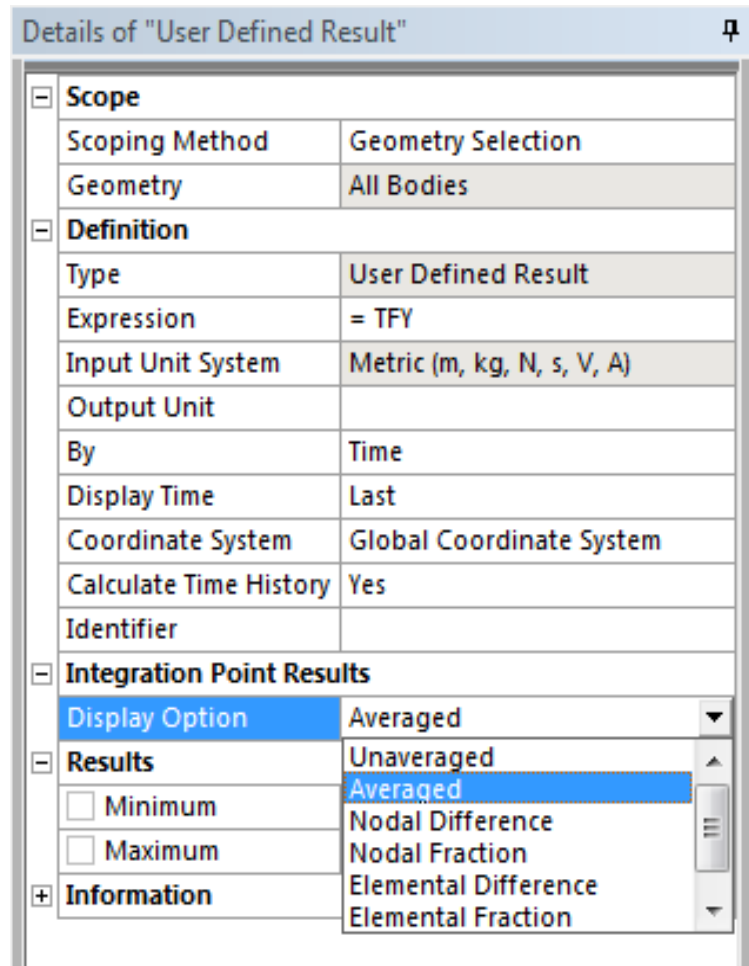 Details of "User Defined Result"
Scope
Scoping Method Geometry Selection
Geometry All Bodies
Definition
Type User Defined Result
Expression = TFY
Input Unit System Metric (m, kg, N, s, V, A)
Output Unit
By Time
Display Time Last
Coordinate System Global Coordinate System
Calculate Time History Yes
Identifier
Integration Point Results
Display Option Averaged
Results
Unaveraged
Averaged
Minimum
Nodal Difference
Maximum
Nodal Fraction
Elemental Difference
Information
Elemental Fraction